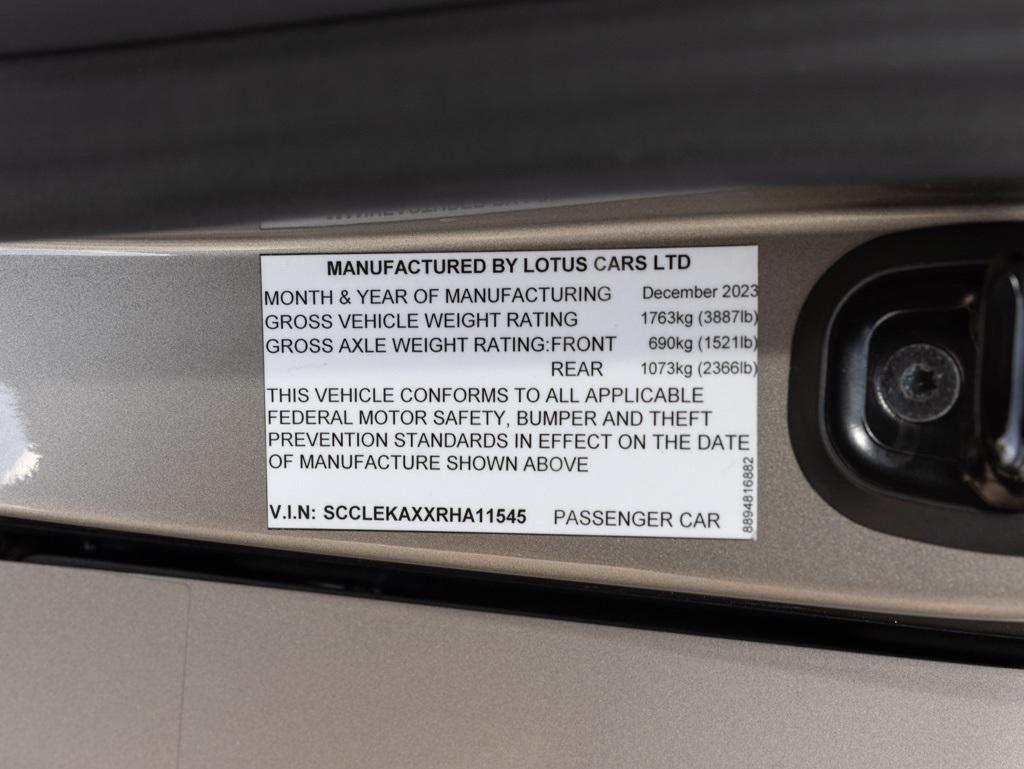 MANUFACTURED BY LOTUS CARS LTD
MONTH & YEAR OF MANUFACTURING December 2023
GROSS VEHICLE WEIGHT RATING 1763kg (3887lb)
GROSS AXLE WEIGHT RATING:FRONT 690kg (1521lb)
REAR 1073kg (2366lb)
THIS VEHICLE CONFORMS TO ALL APPLICABLE
FEDERAL MOTOR SAFETY, BUMPER AND THEFT
PREVENTION STANDARDS IN EFFECT ON THE DATE
OF MANUFACTURE SHOWN ABOVE
V.I.N: SCCLEKAXXRHA11545 PASSENGER CAR
8894816882